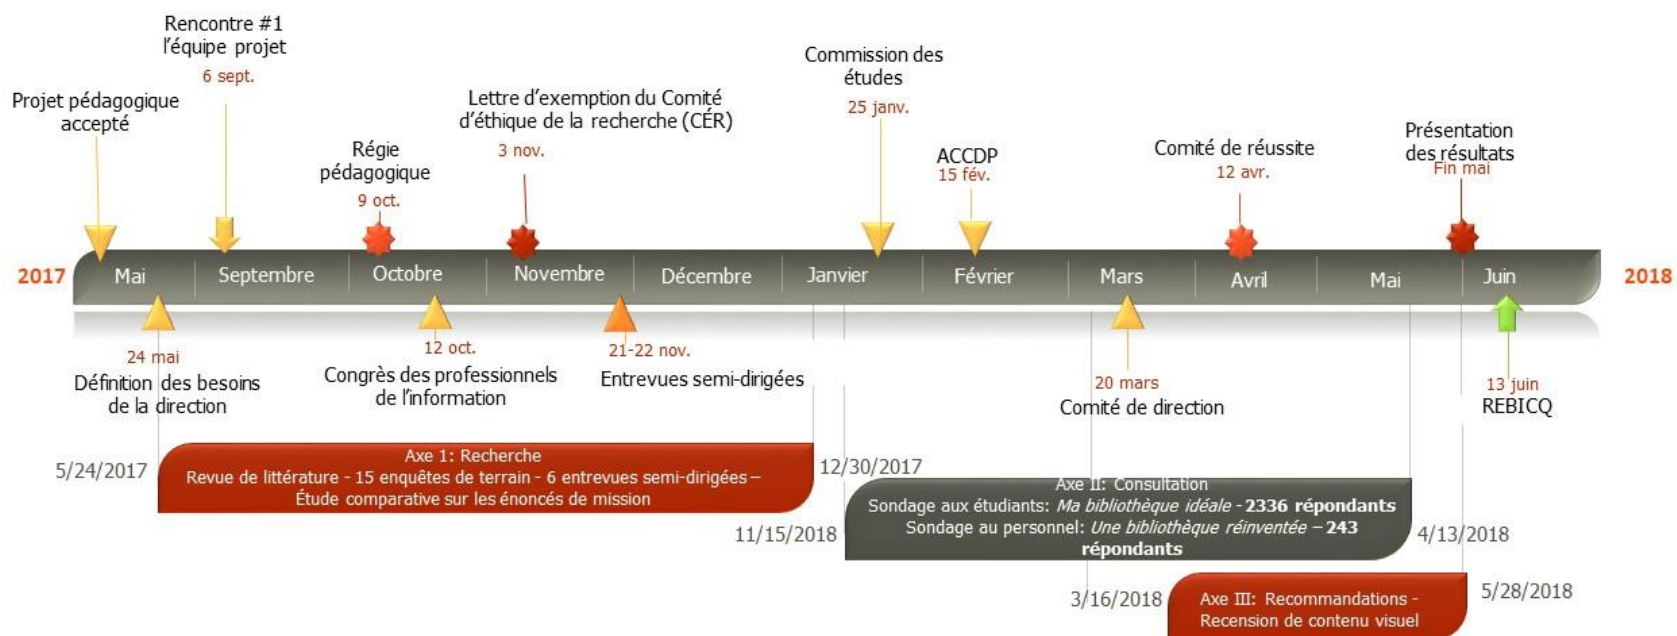 Projet pédagogique
accepté
Rencontre #1
l'équipe projet
6 sept.
Régie
pédagogique
9 oct.
Lettre d'exemption du Comité
d'éthique de la recherche (CÉR)
3 nov.
Commission des
études
25 janv.
ACCDP
15 fév.
Comité de réussite
12 avr.
Présentation
des résultats
Fin mai
2017
Mai
Septembre
Octobre
Novembre
Décembre
Janvier
Février
Mars
Avril
Mai
Juin
2018
24 mai
Définition des besoins
de la direction
12 oct.
Congrès des professionnels
de l'information
21-22 nov.
Entrevues semi-dirigées
20 mars
Comité de direction
13 juin
REBICQ
5/24/2017
Axe 1: Recherche
Revue de littérature - 15 enquêtes de terrain - 6 entrevues semi-dirigées –
Étude comparative sur les énoncés de mission
12/30/2017
11/15/2018
Axe II: Consultation
Sondage aux étudiants: Ma bibliothèque idéale - 2336 répondants
Sondage au personnel: Une bibliothèque réinventée – 243
répondants
4/13/2018
3/16/2018
Axe III: Recommandations -
Recension de contenu visuel
5/28/2018